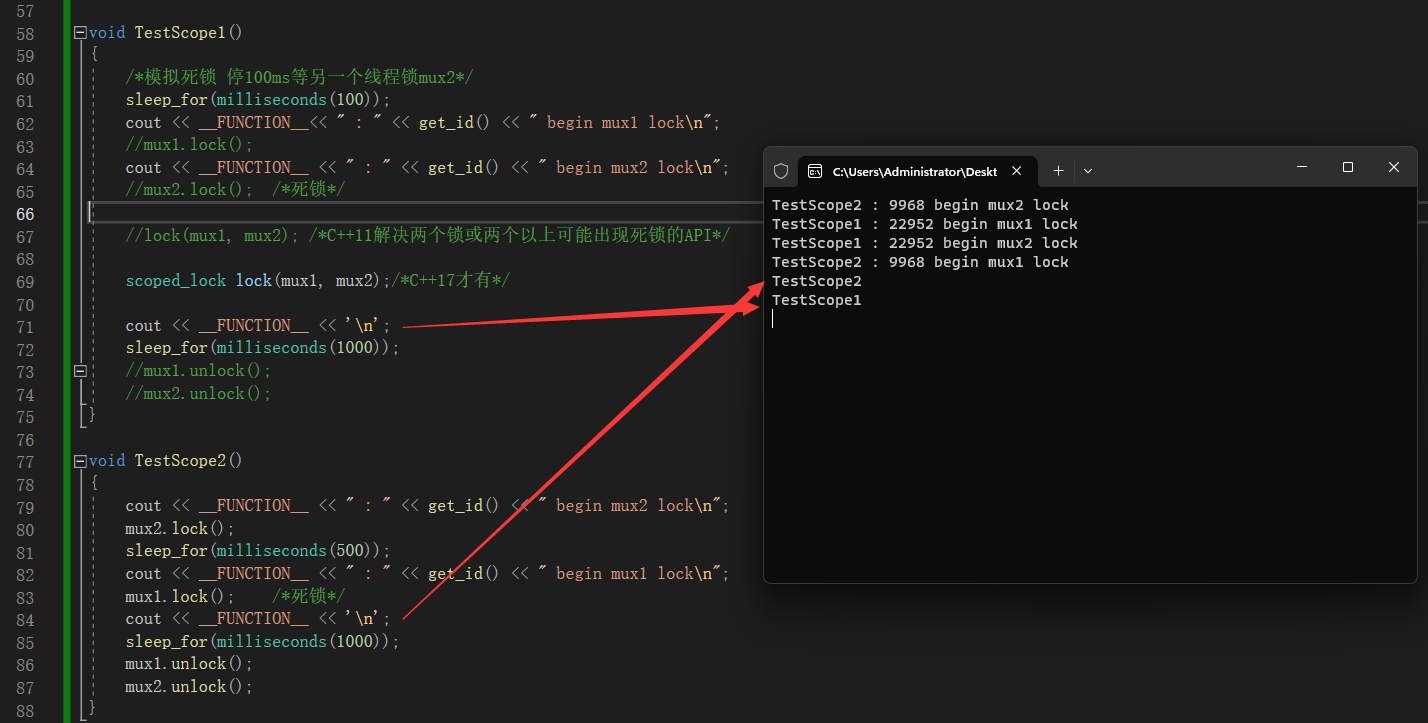 57
58 void TestScope1()
59 {
60 /*模拟死锁 停100ms等另一个线程锁mux2*/
61 sleep_for(milliseconds(100));
62 cout << __FUNCTION__<< " : " << get_id() << " begin mux1 lock\n";
63 //mux1.lock();
64 cout << __FUNCTION__ << " : " << get_id() << " begin mux2 lock\n";
65 //mux2.lock();  /*死锁*/
66
67 //lock(mux1, mux2); /*C++11解决两个锁或两个以上可能出现死锁的API*/
68
69 scoped_lock lock(mux1, mux2);/*C++17才有*/
70
71 cout << __FUNCTION__ << '\n';
72 sleep_for(milliseconds(1000));
73 //mux1.unlock();
74 //mux2.unlock();
75 }
76
77 void TestScope2()
78 {
79 cout << __FUNCTION__ << " : " << get_id() << " begin mux2 lock\n";
80 mux2.lock();
81 sleep_for(milliseconds(500));
82 cout << __FUNCTION__ << " : " << get_id() << " begin mux1 lock\n";
83 mux1.lock();    /*死锁*/
84 cout << __FUNCTION__ << '\n';
85 sleep_for(milliseconds(1000));
86 mux1.unlock();
87 mux2.unlock();
88 }
C:\Users\Administrator\Deskt
TestScope2 : 9968 begin mux2 lock
TestScope1 : 22952 begin mux1 lock
TestScope1 : 22952 begin mux2 lock
TestScope2 : 9968 begin mux1 lock
TestScope2
TestScope1